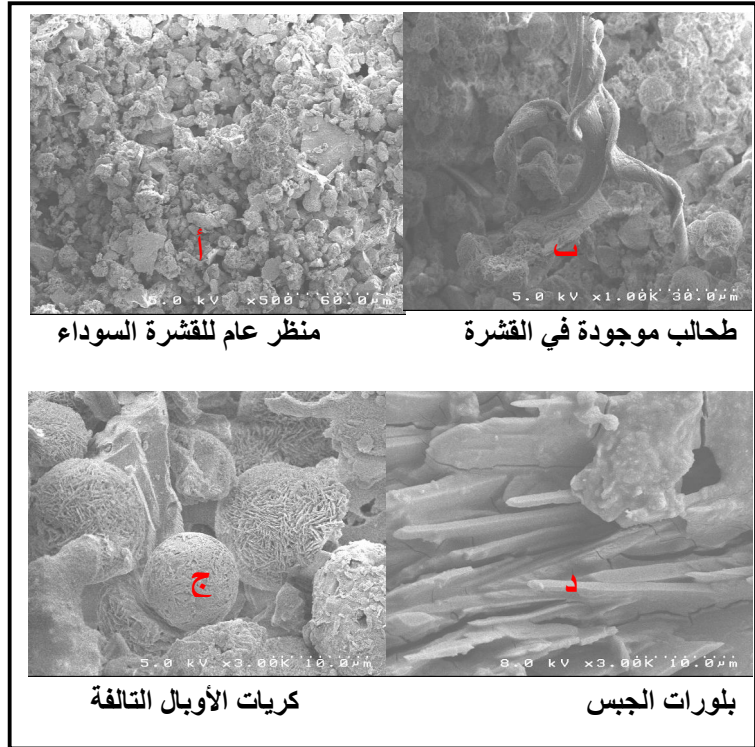 أ
5.0 kV x500 60.0µm
ب
5.0 kV x1.00K 30.0µm
منظر عام للقشرة السوداء
طحالب موجودة في القشرة
ج
5.0 kV x3.00K 10.0µm
د
8.0 kV x3.00K 10.0µm
كريات الأوبال التالفة
بلورات الجبس